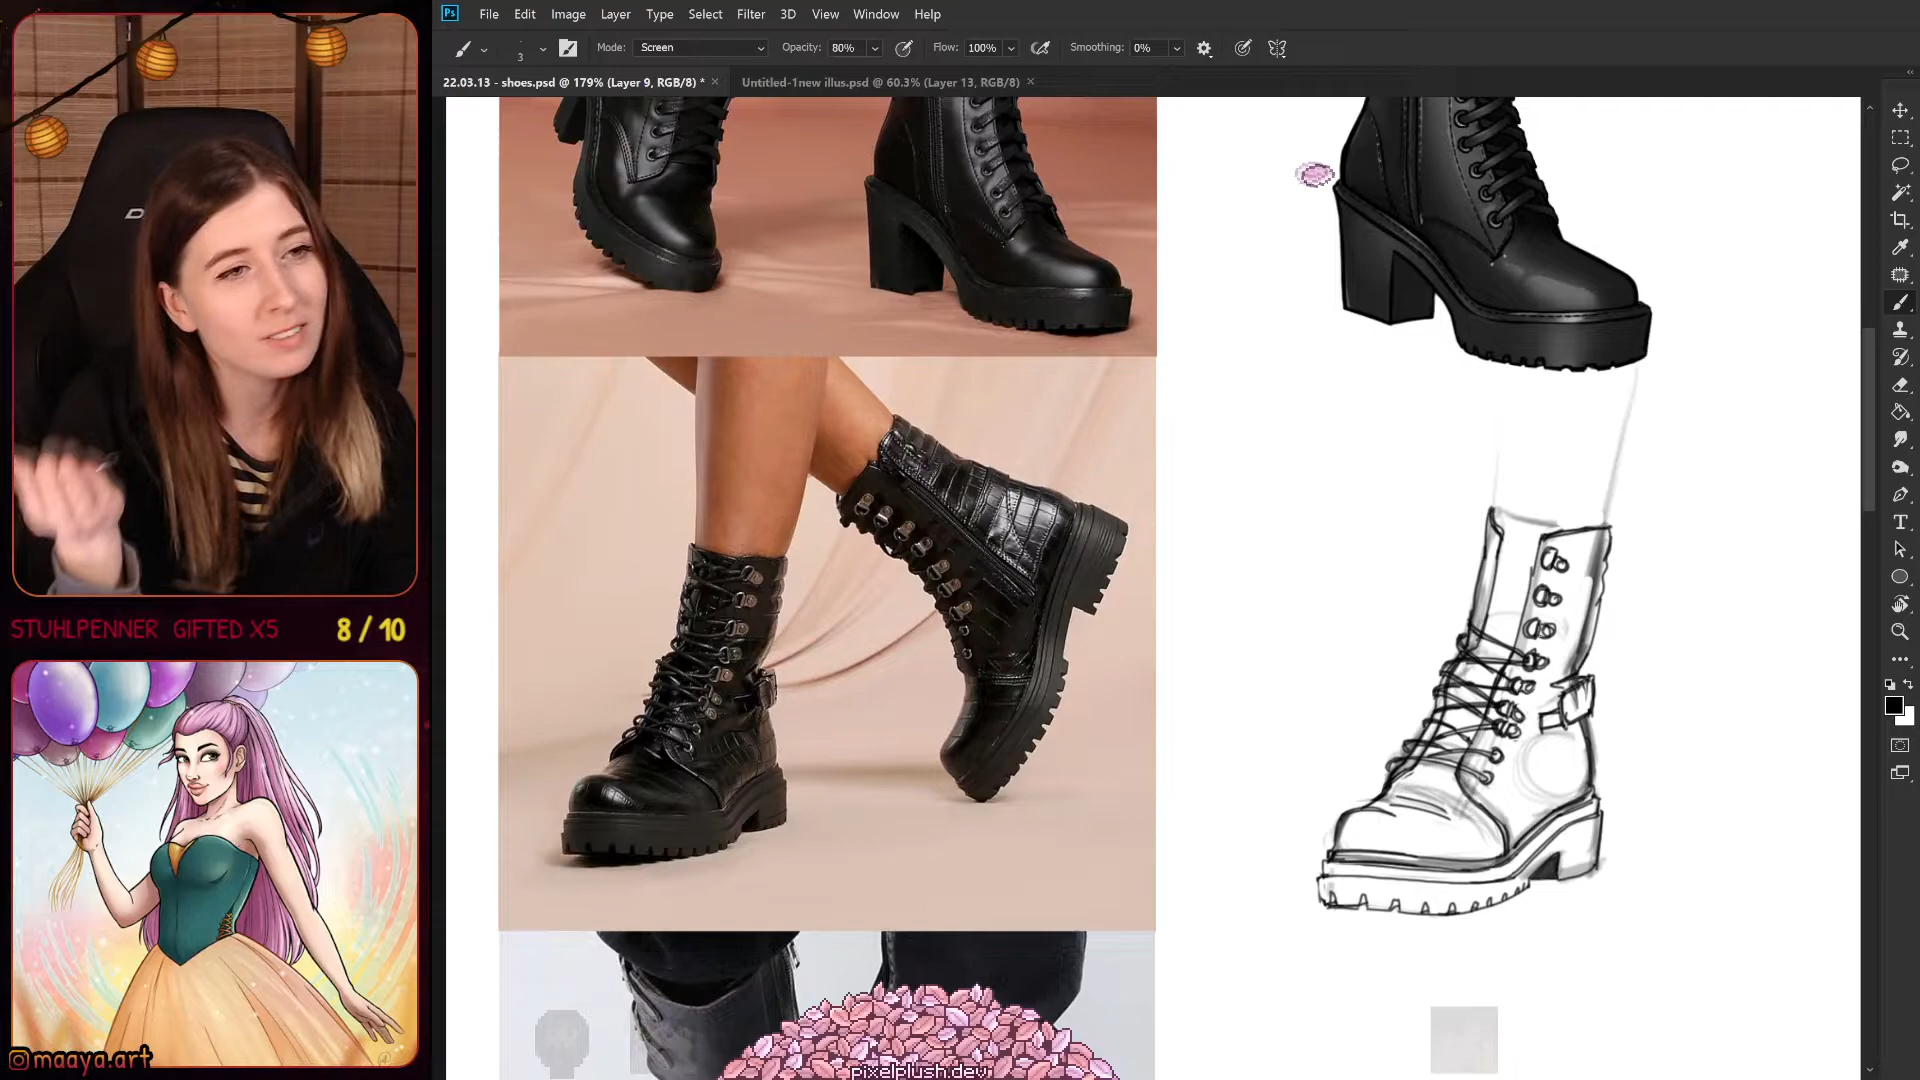 Ps File Edit Image Layer Type Select Filter 3D View Window Help
3 Mode: Screen Opacity: 80% Flow: 100% Smoothing: 0%
22.03.13 - shoes.psd @ 179% (Layer 9, RGB/8) * × Untitled-1new illus.psd @ 60.3% (Layer 13, RGB/8) ×
STUHLPENNER GIFTED X5 8 / 10
maaya.art
pixelplush.dev